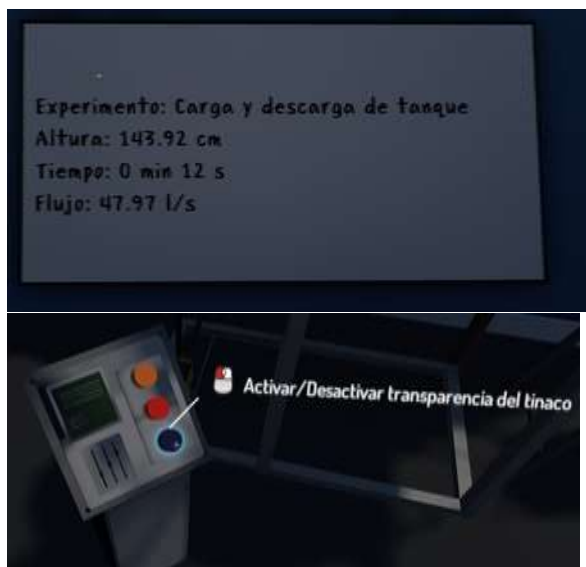 Experimento: Carga y descarga de tanque
Altura: 143.92 cm
Tiempo: 0 min 12 s
Flujo: 47.97 l/s
Activar/Desactivar transparencia del tinaco